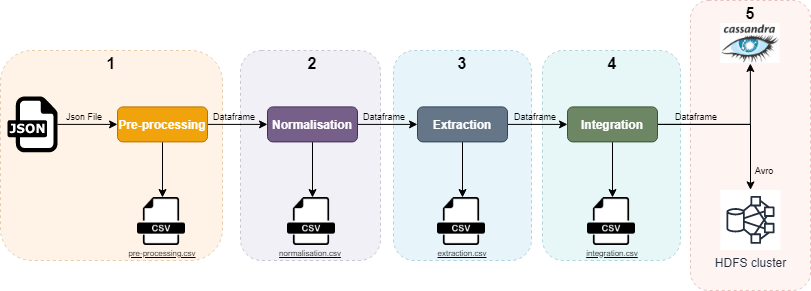 1
2
3
4
5
cassandra
JSON
Json File
Pre-processing
Dataframe
Normalisation
Dataframe
Extraction
Dataframe
Integration
Dataframe
Avro
CSV
CSV
CSV
CSV
pre-processing.csv
normalisation.csv
extraction.csv
integration.csv
HDFS cluster